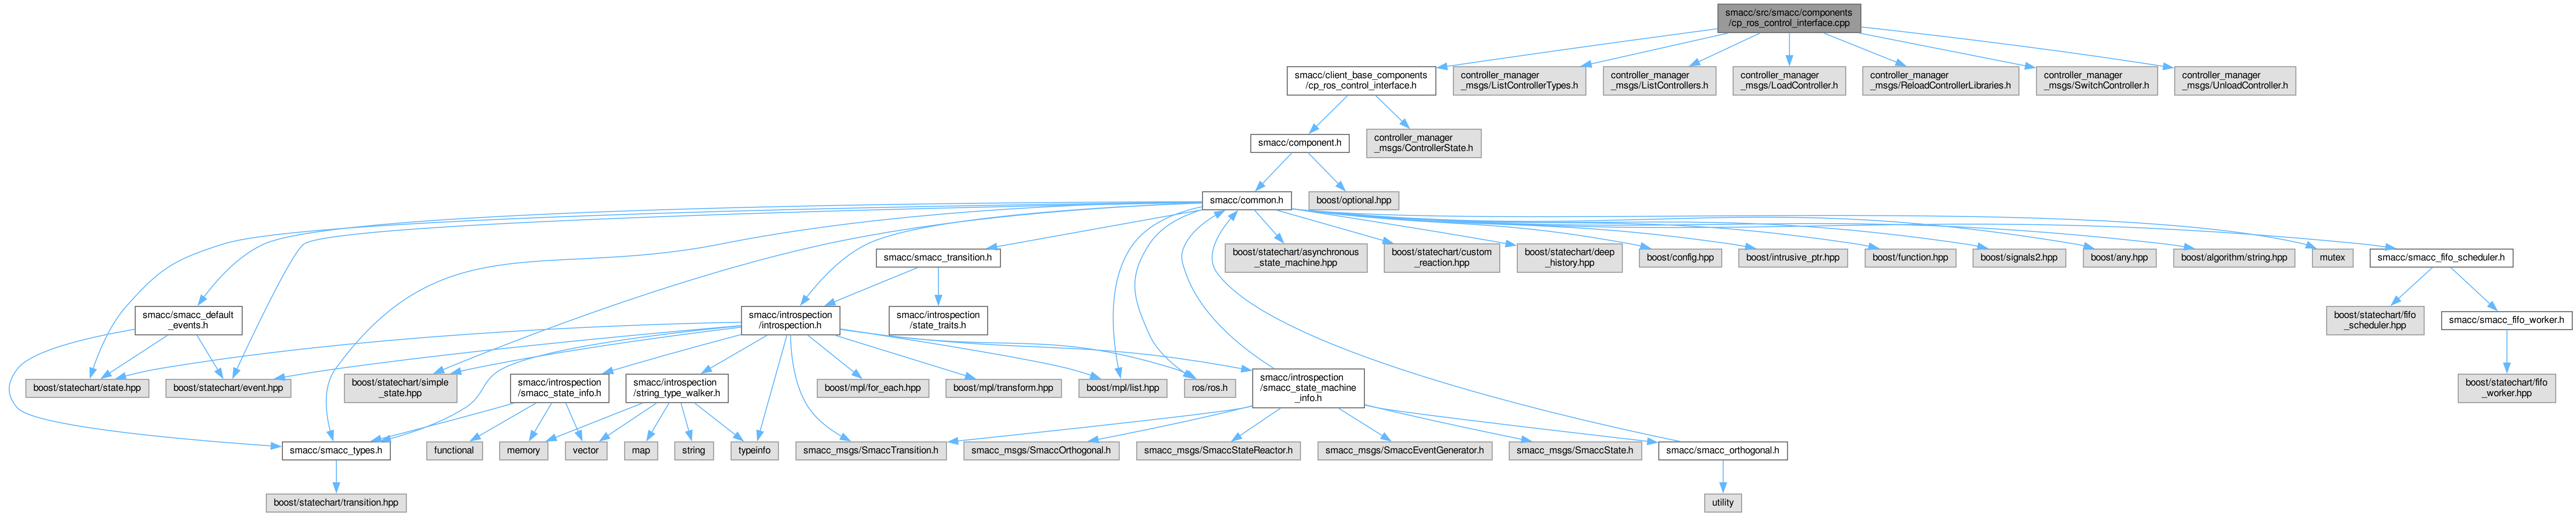 smacc/src/smacc/components
/cp_ros_control_interface.cpp
smacc/client_base_components
/cp_ros_control_interface.h
controller_manager
_msgs/ListControllerTypes.h
controller_manager
_msgs/ListControllers.h
controller_manager
_msgs/LoadController.h
controller_manager
_msgs/ReloadControllerLibraries.h
controller_manager
_msgs/SwitchController.h
controller_manager
_msgs/UnloadController.h
smacc/component.h
controller_manager
_msgs/ControllerState.h
smacc/common.h
boost/optional.hpp
smacc/smacc_transition.h
boost/statechart/asynchronous
_state_machine.hpp
boost/statechart/custom
_reaction.hpp
boost/statechart/deep
_history.hpp
boost/config.hpp
boost/intrusive_ptr.hpp
boost/function.hpp
boost/signals2.hpp
boost/any.hpp
boost/algorithm/string.hpp
mutex
smacc/smacc_fifo_scheduler.h
smacc/smacc_default
_events.h
smacc/introspection
/introspection.h
smacc/introspection
/state_traits.h
boost/statechart/fifo
_scheduler.hpp
smacc/smacc_fifo_worker.h
boost/statechart/state.hpp
boost/statechart/event.hpp
boost/statechart/simple
_state.hpp
smacc/introspection
/smacc_state_info.h
smacc/introspection
/string_type_walker.h
boost/mpl/for_each.hpp
boost/mpl/transform.hpp
boost/mpl/list.hpp
ros/ros.h
smacc/introspection
/smacc_state_machine
_info.h
boost/statechart/fifo
_worker.hpp
smacc/smacc_types.h
functional
memory
vector
map
string
typeinfo
smacc_msgs/SmaccTransition.h
smacc_msgs/SmaccOrthogonal.h
smacc_msgs/SmaccStateReactor.h
smacc_msgs/SmaccEventGenerator.h
smacc_msgs/SmaccState.h
smacc/smacc_orthogonal.h
boost/statechart/transition.hpp
utility